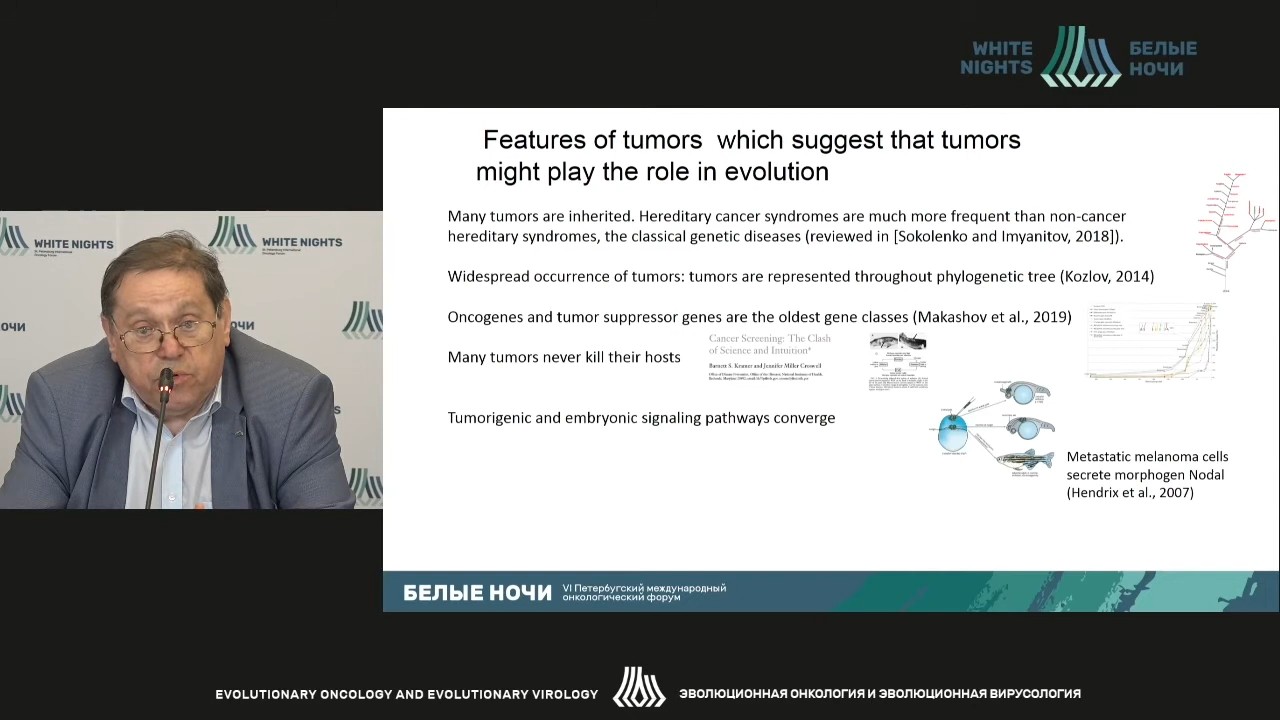 WHITE
NIGHTS
БЕЛЫЕ
НОЧИ
Features of tumors which suggest that tumors
might play the role in evolution
Many tumors are inherited. Hereditary cancer syndromes are much more frequent than non-cancer
hereditary syndromes, the classical genetic diseases (reviewed in [Sokolenko and Imyanitov, 2018]).
Widespread occurrence of tumors: tumors are represented throughout phylogenetic tree (Kozlov, 2014)
Oncogenes and tumor suppressor genes are the oldest gene classes (Makashov et al., 2019)
Many tumors never kill their hosts
Cancer Screening: The Clash
of Science and Intuition*
Barnett S. Kramer and Jennifer Miller Croswell
Tumorigenic and embryonic signaling pathways converge
Metastatic melanoma cells
secrete morphogen Nodal
(Hendrix et al., 2007)
WHITE NIGHTS
WHITE NIGHTS
НОЧИ
БЕЛЫЕ НОЧИ
VI Петербугский международный
онкологический форум
EVOLUTIONARY ONCOLOGY AND EVOLUTIONARY VIROLOGY
ЭВОЛЮЦИОННАЯ ОНКОЛОГИЯ И ЭВОЛЮЦИОННАЯ ВИРУСОЛОГИЯ